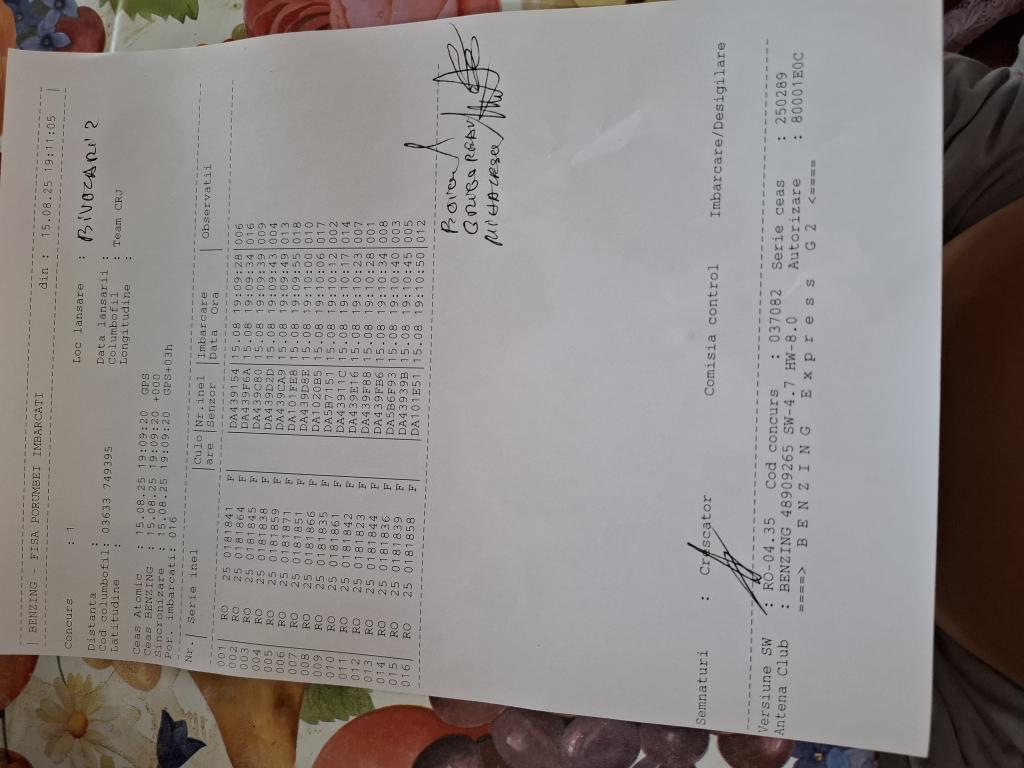 BENZING - FISA PORUMBEI IMBARCATI din : 15.08.25 19:11:05
Concurs : 1 Loc lansare :
Distanta : Data lansarii :
Cod columbofil: 03633 749395 Columbofil : Team CRJ
Latitudine : Longitudine :
Ceas Atomic : 15.08.25 19:09:20 GPS
Ceas BENZING : 15.08.25 19:09:20 +000
Sincronizare : 15.08.25 19:09:20 GPS+03h
Por. imbarcati: 016
Nr. | Serie inel |Culo|Nr.inel |Imbarcare | Observatii
|are |Senzor |Data Ora |
001| RO 25 0181841 F | |DA439154|15.08 19:09:28|006
002| RO 25 0181864 F | |DA439F6A|15.08 19:09:34|016
003| RO 25 0181845 F | |DA439C80|15.08 19:09:39|009
004| RO 25 0181838 F | |DA439D2D|15.08 19:09:43|004
005| RO 25 0181859 F | |DA439CA9|15.08 19:09:49|013
006| RO 25 0181871 F | |DA101FE8|15.08 19:09:55|018
007| RO 25 0181851 F | |DA439D8E|15.08 19:10:00|010
008| RO 25 0181866 F | |DA1020B5|15.08 19:10:06|017
009| RO 25 0181835 F | |DA5B7151|15.08 19:10:12|002
010| RO 25 0181861 F | |DA43911C|15.08 19:10:17|014
011| RO 25 0181842 F | |DA439E16|15.08 19:10:23|007
012| RO 25 0181823 F | |DA439F88|15.08 19:10:28|001
013| RO 25 0181844 F | |DA439FB6|15.08 19:10:34|008
014| RO 25 0181836 F | |DA5B6F93|15.08 19:10:40|003
015| RO 25 0181839 F | |DA43939B|15.08 19:10:45|015
016| RO 25 0181858 F | |DA101E51|15.08 19:10:50|012
Semnaturi : Crescator Comisia control Imbarcare/Desigilare
Versiune SW : RO-04.35 Cod concurs : 037082 Serie ceas : 250289
Antena Club : BENZING 48909265 SW-4.7 HW-8.0 Autorizare : 80001E0C
====> B E N Z I N G E x p r e s s G 2 <====